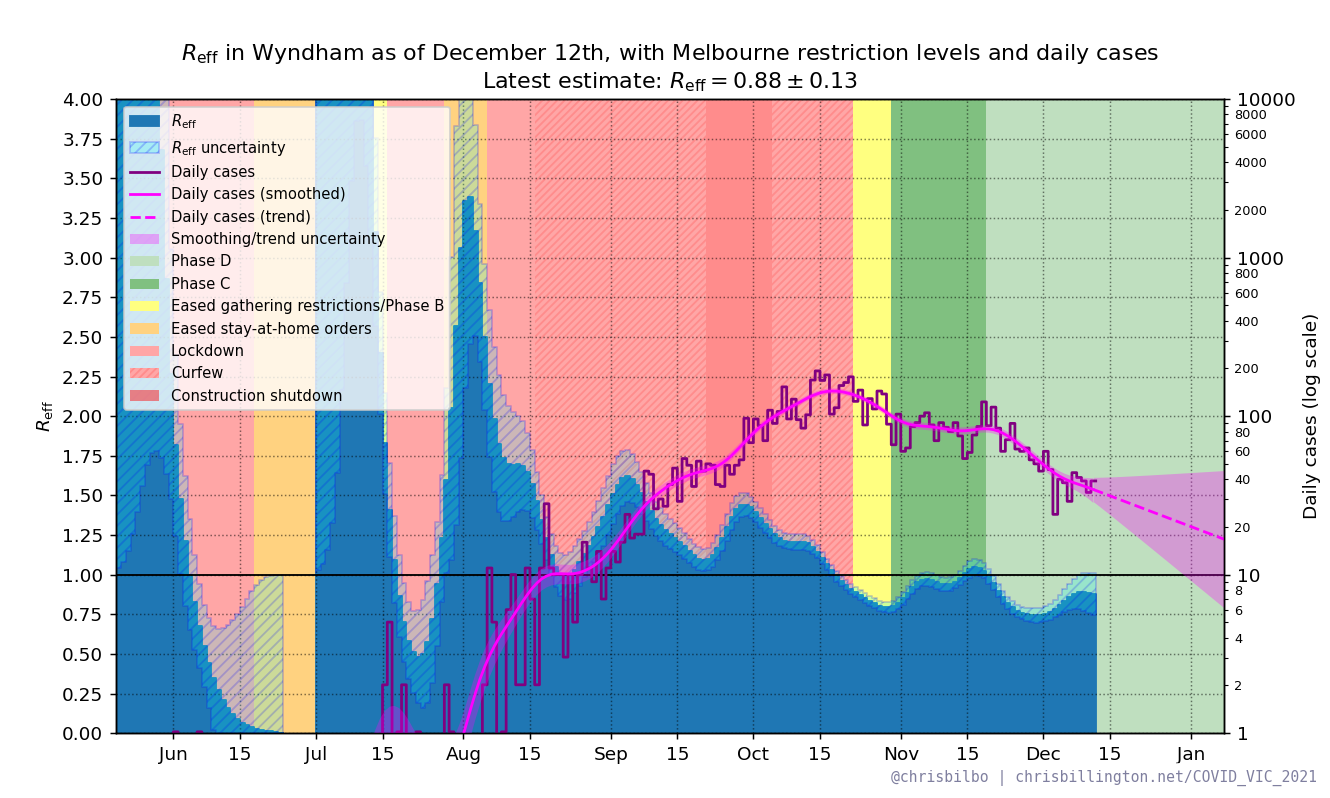 Reff in Wyndham as of December 12th, with Melbourne restriction levels and daily cases
Latest estimate: Reff = 0.88 ± 0.13
Reff
4.00
3.75
3.50
3.25
3.00
2.75
2.50
2.25
2.00
1.75
1.50
1.25
1.00
0.75
0.50
0.25
0.00
Reff
Reff uncertainty
Daily cases
Daily cases (smoothed)
Daily cases (trend)
Smoothing/trend uncertainty
Phase D
Phase C
Eased gathering restrictions/Phase B
Eased stay-at-home orders
Lockdown
Curfew
Construction shutdown
10000
8000
6000
4000
2000
1000
800
600
400
200
100
80
60
40
20
10
8
6
4
2
1
Daily cases (log scale)
Jun 15 Jul 15 Aug 15 Sep 15 Oct 15 Nov 15 Dec 15 Jan
@chrisbilbo | chrisbillington.net/COVID_VIC_2021